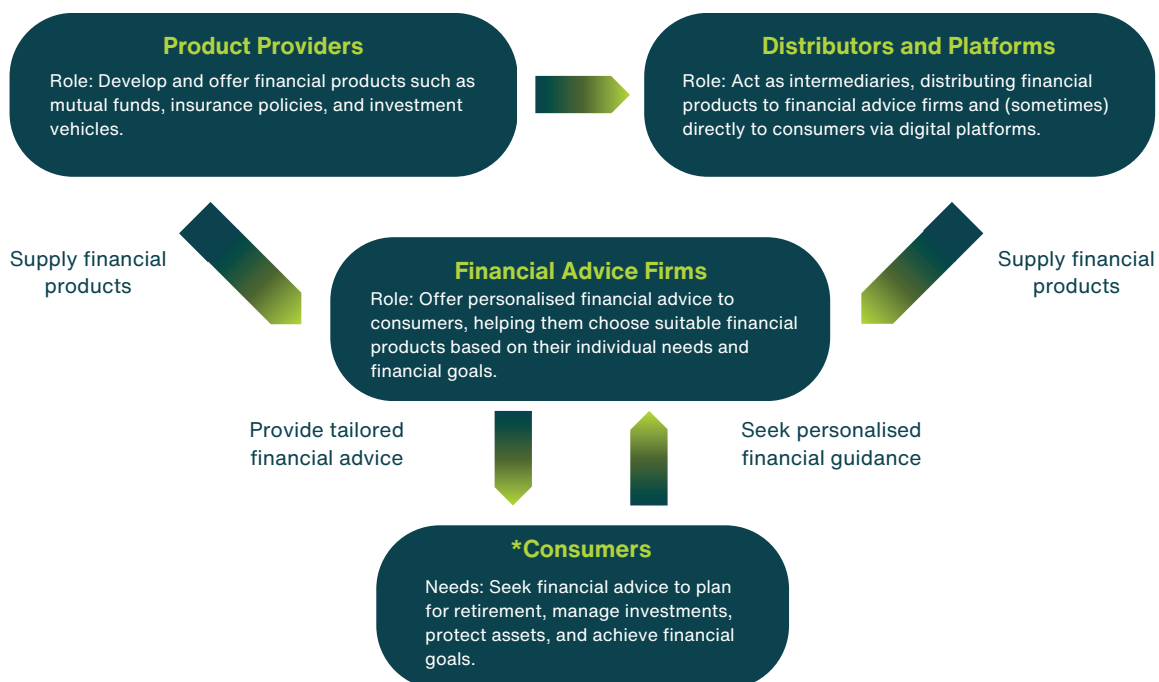 Product Providers
Role: Develop and offer financial products such as
mutual funds, insurance policies, and investment
vehicles.
Distributors and Platforms
Role: Act as intermediaries, distributing financial
products to financial advice firms and (sometimes)
directly to consumers via digital platforms.
Supply financial
products
Financial Advice Firms
Role: Offer personalised financial advice to
consumers, helping them choose suitable financial
products based on their individual needs and
financial goals.
Supply financial
products
Provide tailored
financial advice
Seek personalised
financial guidance
*Consumers
Needs: Seek financial advice to plan
for retirement, manage investments,
protect assets, and achieve financial
goals.